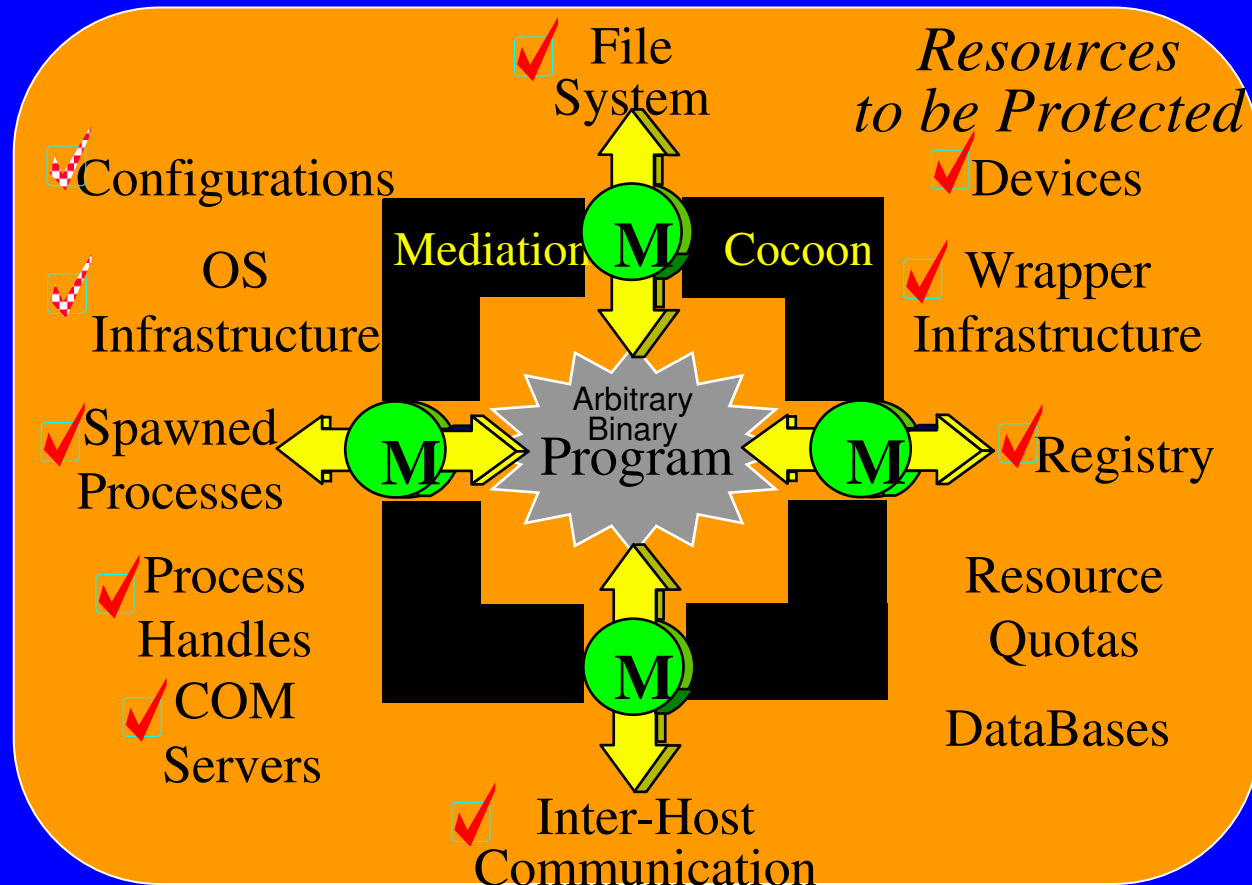 File
System
Resources
to be Protected
Configurations
Devices
Mediation
M
Cocoon
OS
Infrastructure
Wrapper
Infrastructure
Arbitrary
Binary
Program
Spawned
Processes
M
M
Registry
Process
Handles
Resource
Quotas
M
COM
Servers
DataBases
Inter-Host
Communication